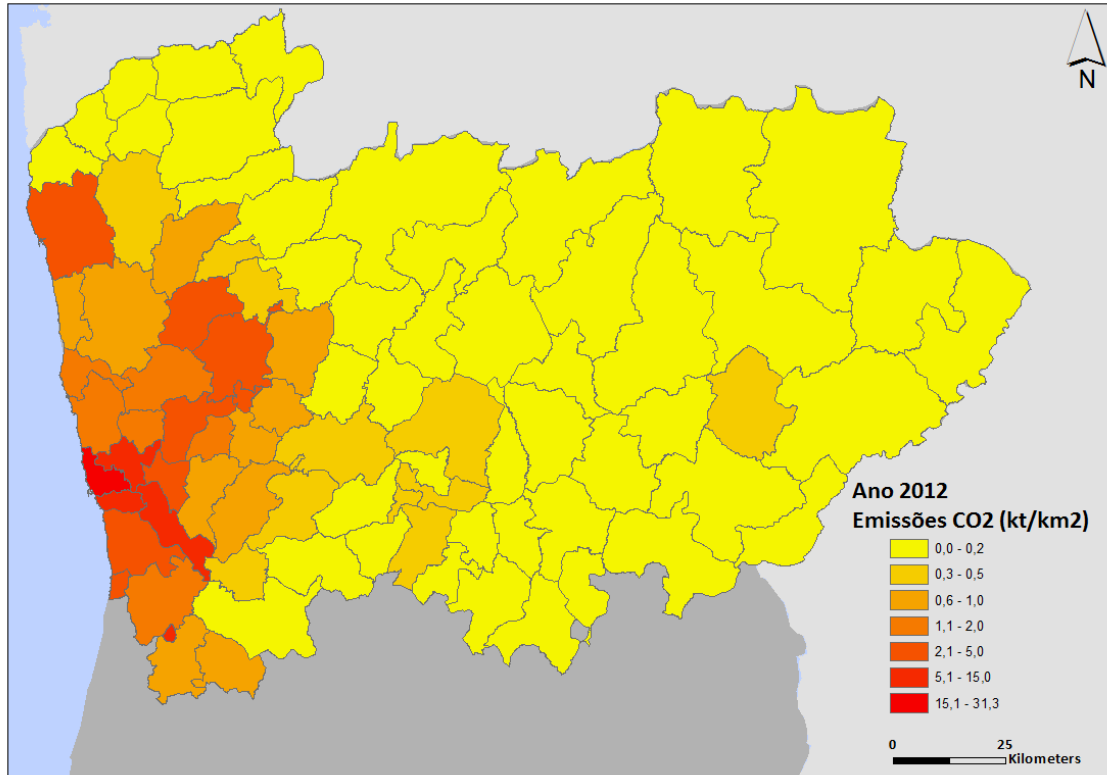 N
Ano 2012
Emissões CO2 (kt/km2)
0,0 - 0,2
0,3 - 0,5
0,6 - 1,0
1,1 - 2,0
2,1 - 5,0
5,1 - 15,0
15,1 - 31,3
0 25
Kilometers